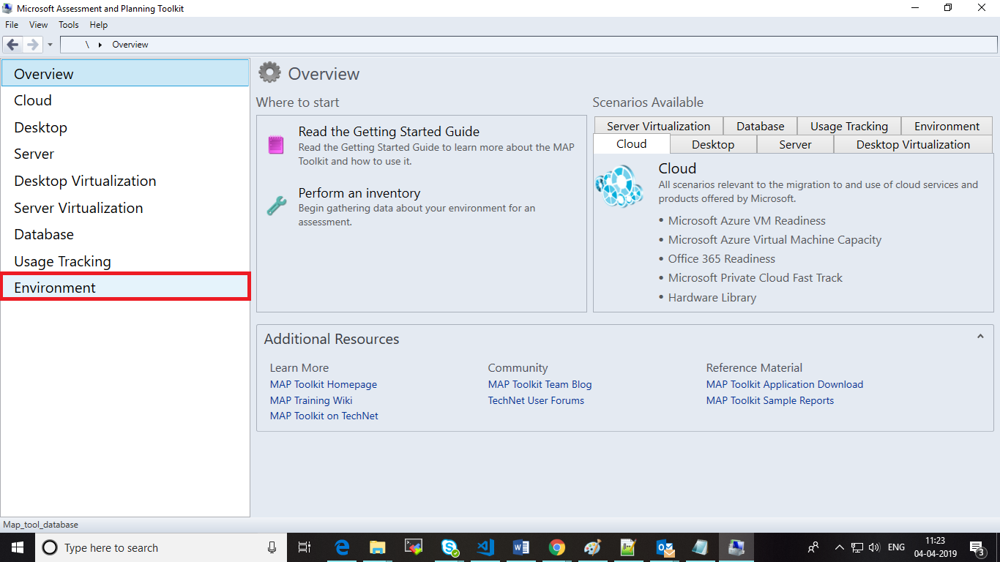 Microsoft Assessment and Planning Toolkit
File View Tools Help
\ Overview
Overview
Cloud
Desktop
Server
Desktop Virtualization
Server Virtualization
Database
Usage Tracking
Environment
Overview
Where to start
Read the Getting Started Guide
Read the Getting Started Guide to learn more about the MAP
Toolkit and how to use it.
Perform an inventory
Begin gathering data about your environment for an
assessment.
Scenarios Available
Server Virtualization Database Usage Tracking Environment
Cloud Desktop Server Desktop Virtualization
Cloud
All scenarios relevant to the migration to and use of cloud services and
products offered by Microsoft.
• Microsoft Azure VM Readiness
• Microsoft Azure Virtual Machine Capacity
• Office 365 Readiness
• Microsoft Private Cloud Fast Track
• Hardware Library
Additional Resources
Learn More
MAP Toolkit Homepage
MAP Training Wiki
MAP Toolkit on TechNet
Community
MAP Toolkit Team Blog
TechNet User Forums
Reference Material
MAP Toolkit Application Download
MAP Toolkit Sample Reports
Map_tool_database
Type here to search
ENG
11:23
04-04-2019
3